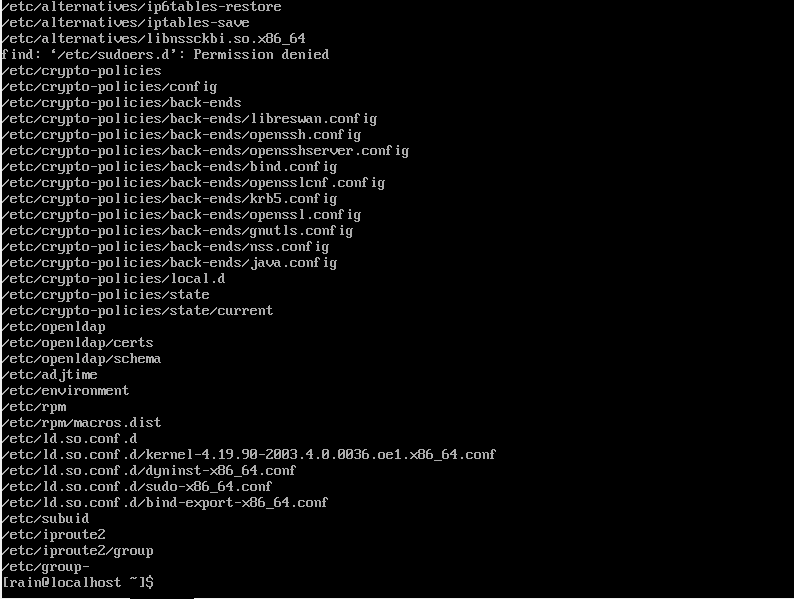 /etc/alternatives/ip6tables-restore
/etc/alternatives/iptables-save
/etc/alternatives/libnssckbi.so.x86_64
find: ‘/etc/sudoers.d’: Permission denied
/etc/crypto-policies
/etc/crypto-policies/config
/etc/crypto-policies/back-ends
/etc/crypto-policies/back-ends/libreswan.config
/etc/crypto-policies/back-ends/openssh.config
/etc/crypto-policies/back-ends/opensshserver.config
/etc/crypto-policies/back-ends/bind.config
/etc/crypto-policies/back-ends/opensslcnf.config
/etc/crypto-policies/back-ends/krb5.config
/etc/crypto-policies/back-ends/openssl.config
/etc/crypto-policies/back-ends/gnutls.config
/etc/crypto-policies/back-ends/nss.config
/etc/crypto-policies/back-ends/java.config
/etc/crypto-policies/local.d
/etc/crypto-policies/state
/etc/crypto-policies/state/current
/etc/openldap
/etc/openldap/certs
/etc/openldap/schema
/etc/adjtime
/etc/environment
/etc/rpm
/etc/rpm/macros.dist
/etc/ld.so.conf.d
/etc/ld.so.conf.d/kernel-4.19.90-2003.4.0.0036.oe1.x86_64.conf
/etc/ld.so.conf.d/dyninst-x86_64.conf
/etc/ld.so.conf.d/sudo-x86_64.conf
/etc/ld.so.conf.d/bind-export-x86_64.conf
/etc/subuid
/etc/iproute2
/etc/iproute2/group
/etc/group-
[rain@localhost ~]$